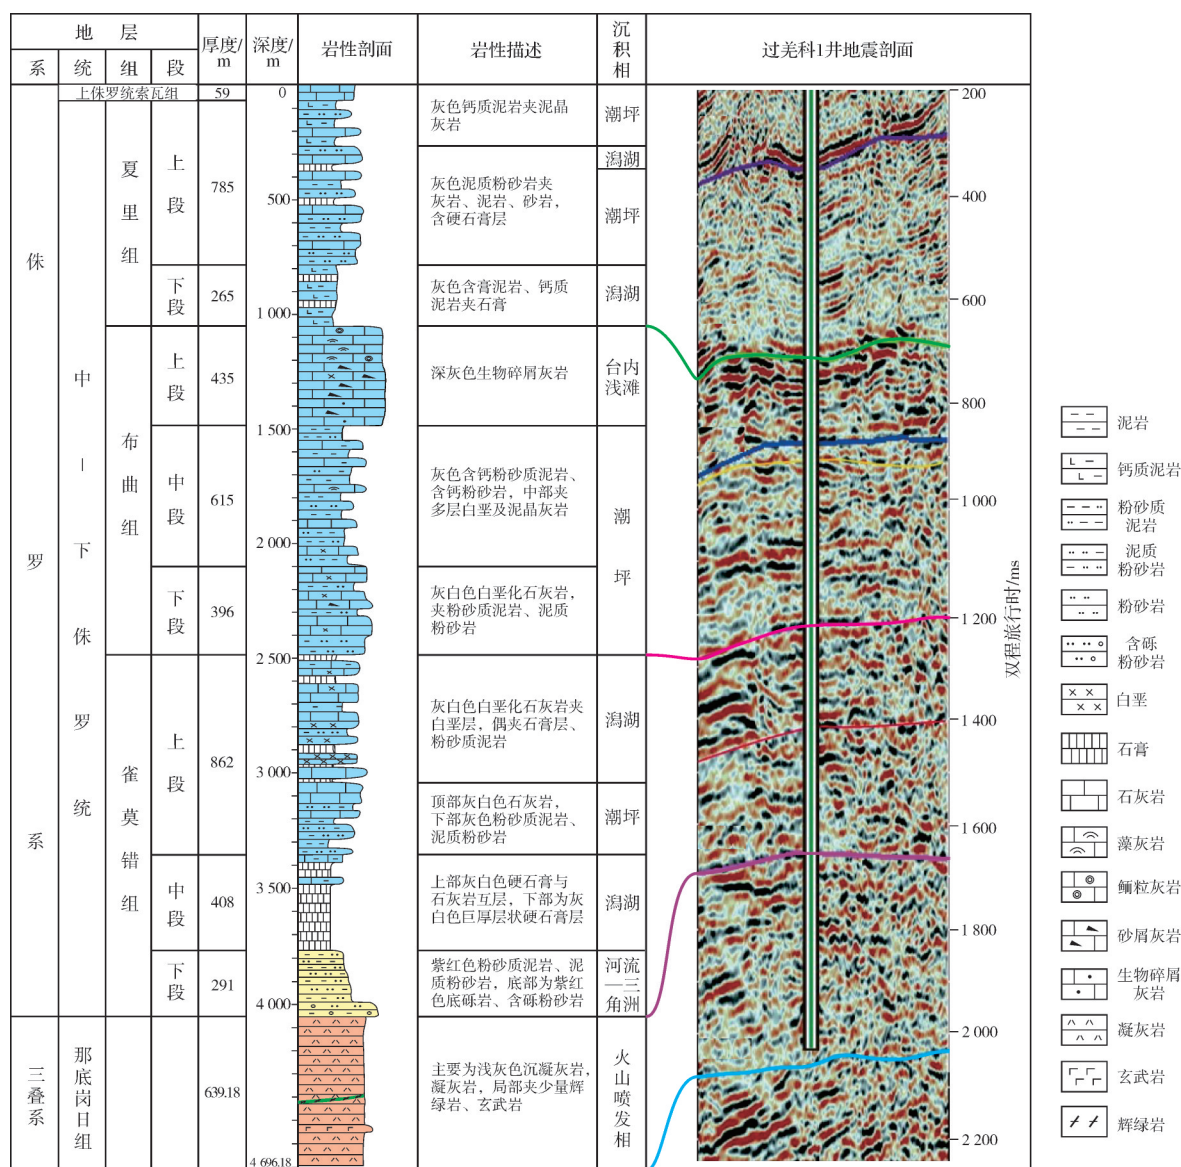 地 层
系
统
组
段
厚度/
m
深度/
m
岩性剖面
岩性描述
沉积相
过羌科1井地震剖面
侏罗系
上侏罗统索瓦组
59
0
中—下侏罗统
夏里组
上段
785
500
灰色钙质泥岩夹泥晶
灰岩
潮坪
灰色泥质粉砂岩夹
灰岩、泥岩、砂岩，
含硬石膏层
潟湖
潮坪
下段
265
1 000
灰色含膏泥岩、钙质
泥岩夹石膏
潟湖
布曲组
上段
435
深灰色生物碎屑灰岩
台内
浅滩
中段
615
1 500
灰色含钙粉砂质泥岩、
含钙粉砂岩，中部夹
多层白垩及泥晶灰岩
潮坪
2 000
下段
396
灰白色白垩化石灰岩，
夹粉砂质泥岩、泥质
粉砂岩
2 500
雀莫错组
上段
862
灰白色白垩化石灰岩夹
白垩层，偶夹石膏层、
粉砂质泥岩
潟湖
3 000
顶部灰白色石灰岩，
下部灰色粉砂质泥岩、
泥质粉砂岩
潮坪
中段
408
3 500
上部灰白色硬石膏与
石灰岩互层，下部为灰
白色巨厚层状硬石膏层
潟湖
下段
291
4 000
紫红色粉砂质泥岩、泥
质粉砂岩，底部为紫红
色底砾岩、含砾粉砂岩
河流
—三
角洲
三叠系
那底岗日组
639.18
4 696.18
主要为浅灰色沉凝灰岩，
凝灰岩，局部夹少量辉
绿岩、玄武岩
火山喷发相
200
400
600
800
1 000
1 200
1 400
1 600
1 800
2 000
2 200
双程旅行时/ms
泥岩
钙质泥岩
粉砂质
泥岩
泥质
粉砂岩
粉砂岩
含砾
粉砂岩
白垩
石膏
石灰岩
藻灰岩
鲕粒灰岩
砂屑灰岩
生物碎屑
灰岩
凝灰岩
玄武岩
辉绿岩